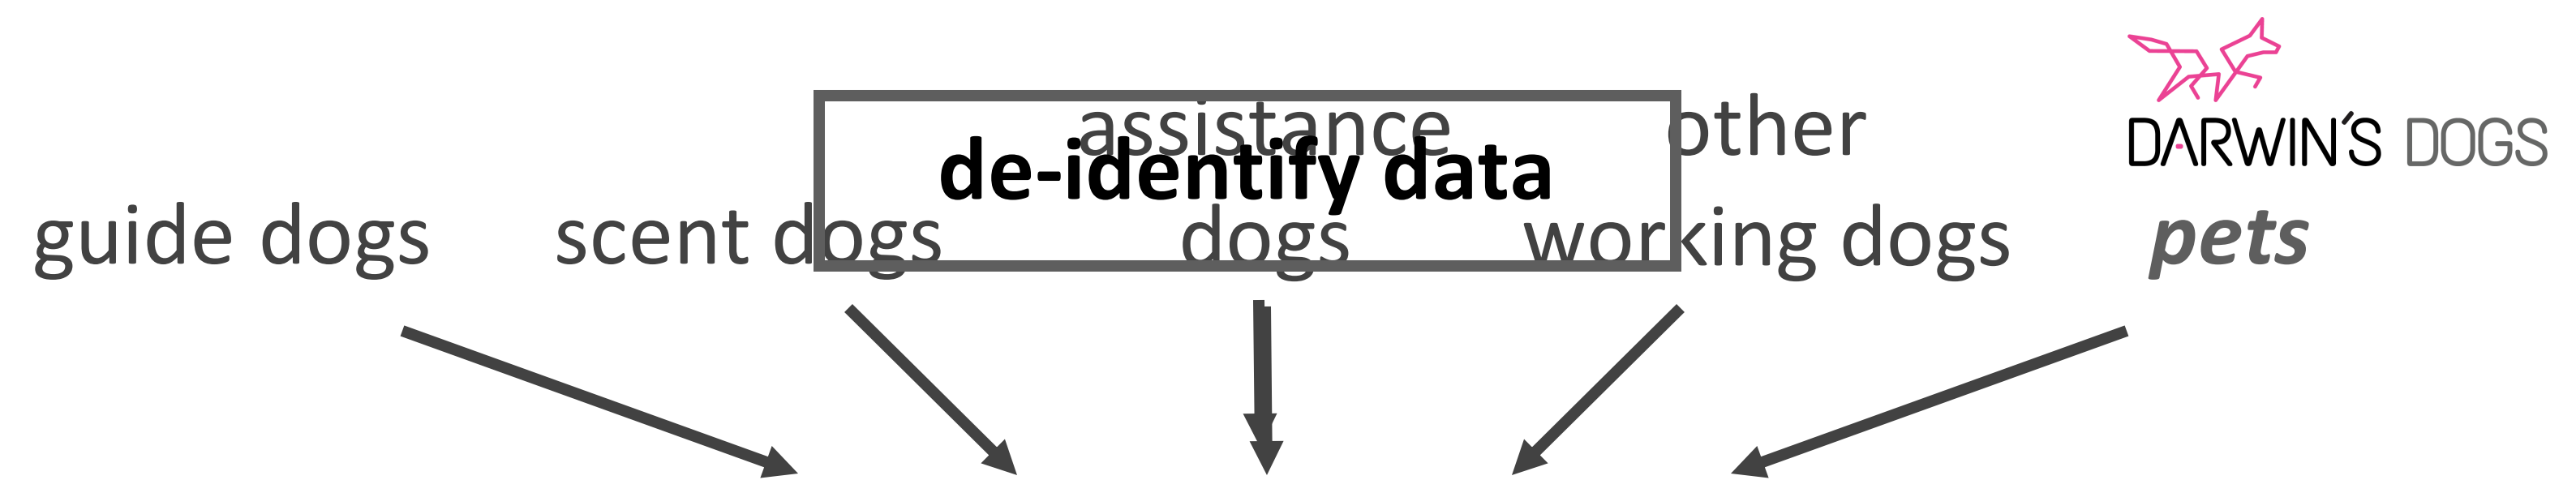 assistance
other
DARWIN'S DOGS
de-identify data
guide dogs
scent dogs
dogs
working dogs
pets